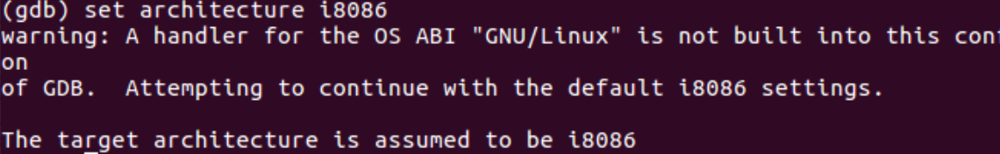 (gdb) set architecture i8086
warning: A handler for the OS ABI "GNU/Linux" is not built into this con
on
of GDB.  Attempting to continue with the default i8086 settings.
The target architecture is assumed to be i8086